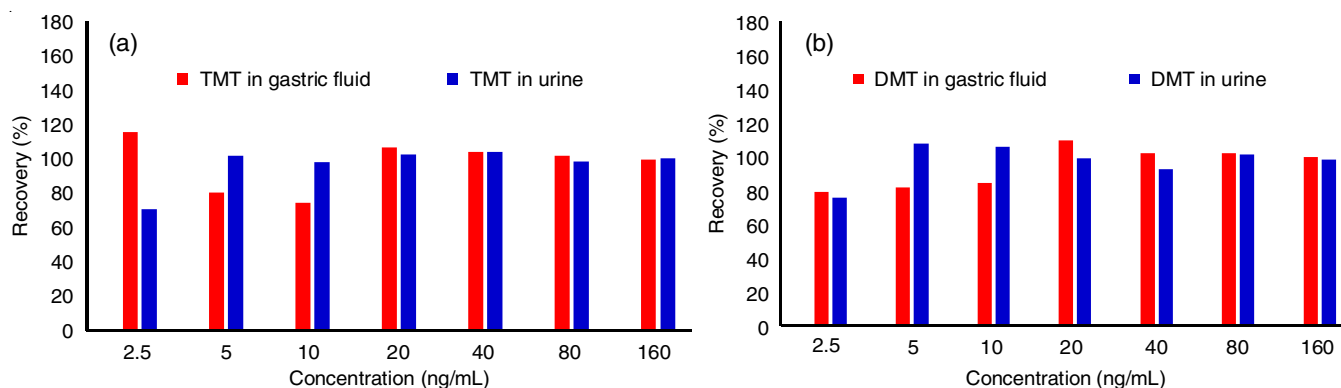 (a)
TMT in gastric fluid TMT in urine
Recovery (%)
180
160
140
120
100
80
60
40
20
0
2.5 5 10 20 40 80 160
Concentration (ng/mL)
(b)
DMT in gastric fluid DMT in urine
Recovery (%)
180
160
140
120
100
80
60
40
20
0
2.5 5 10 20 40 80 160
Concentration (ng/mL)